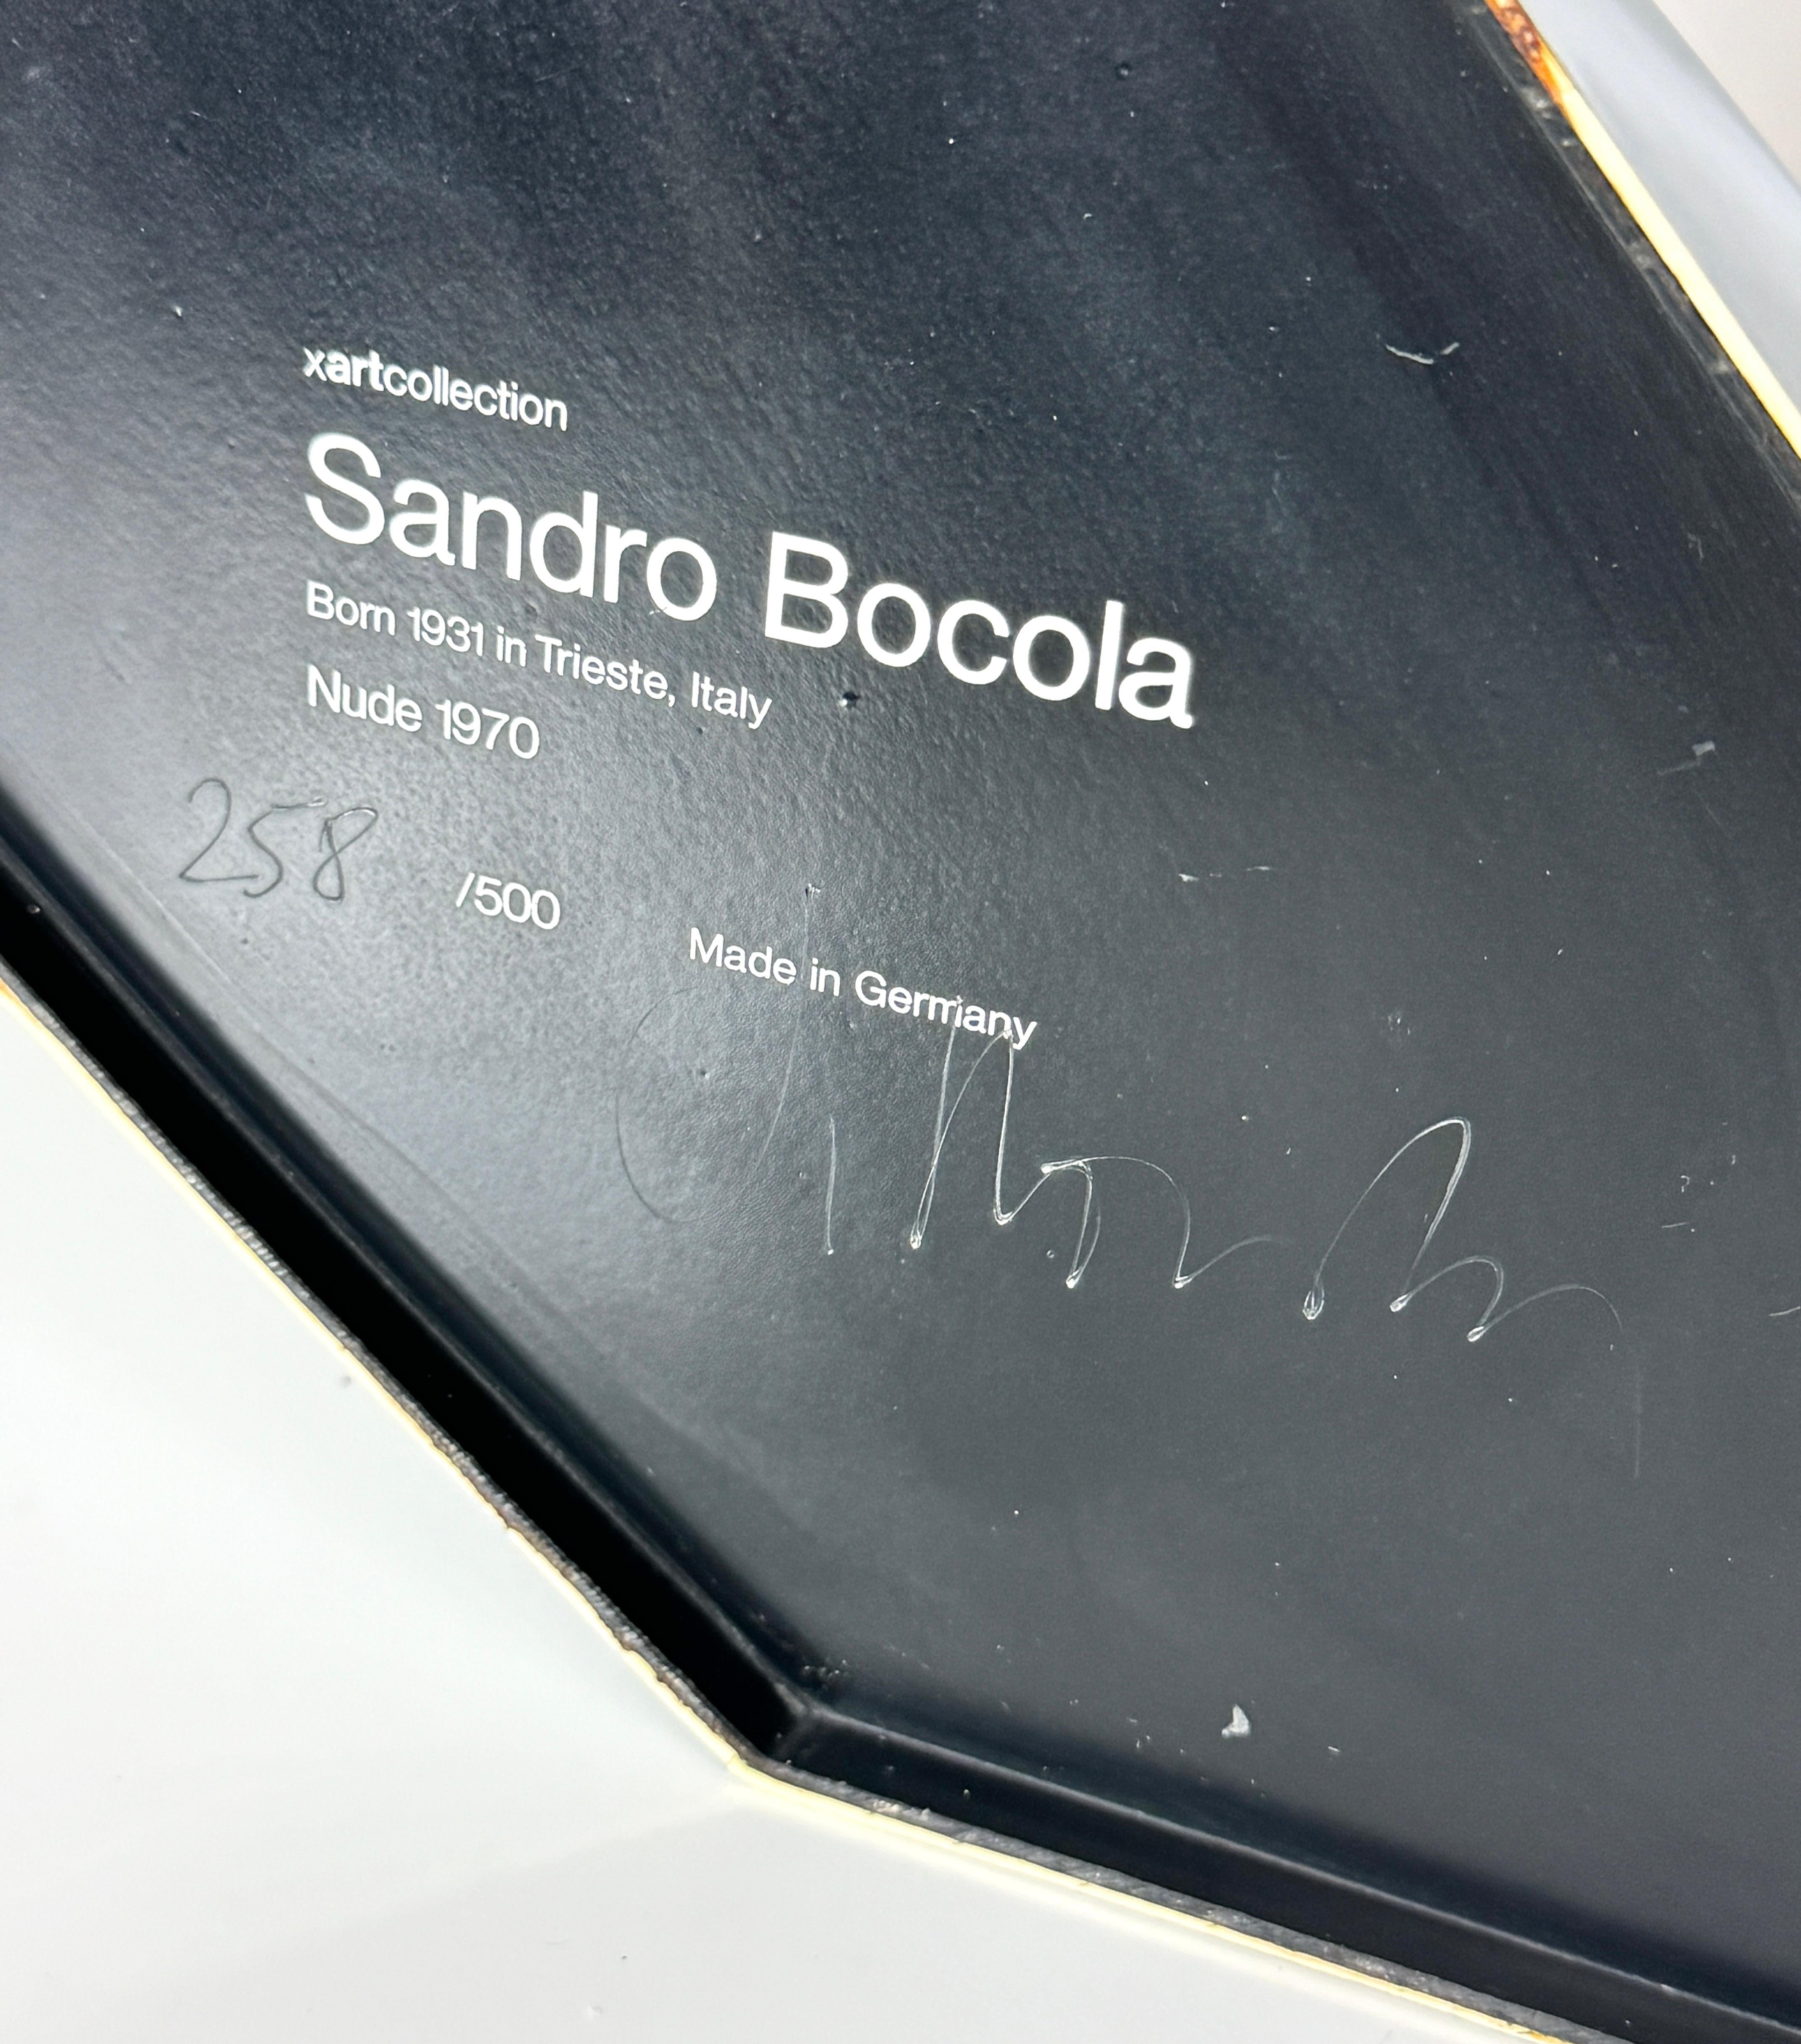 xartcollection
Sandro Bocola
Born 1931 in Trieste, Italy
Nude 1970
258 /500
Made in Germany